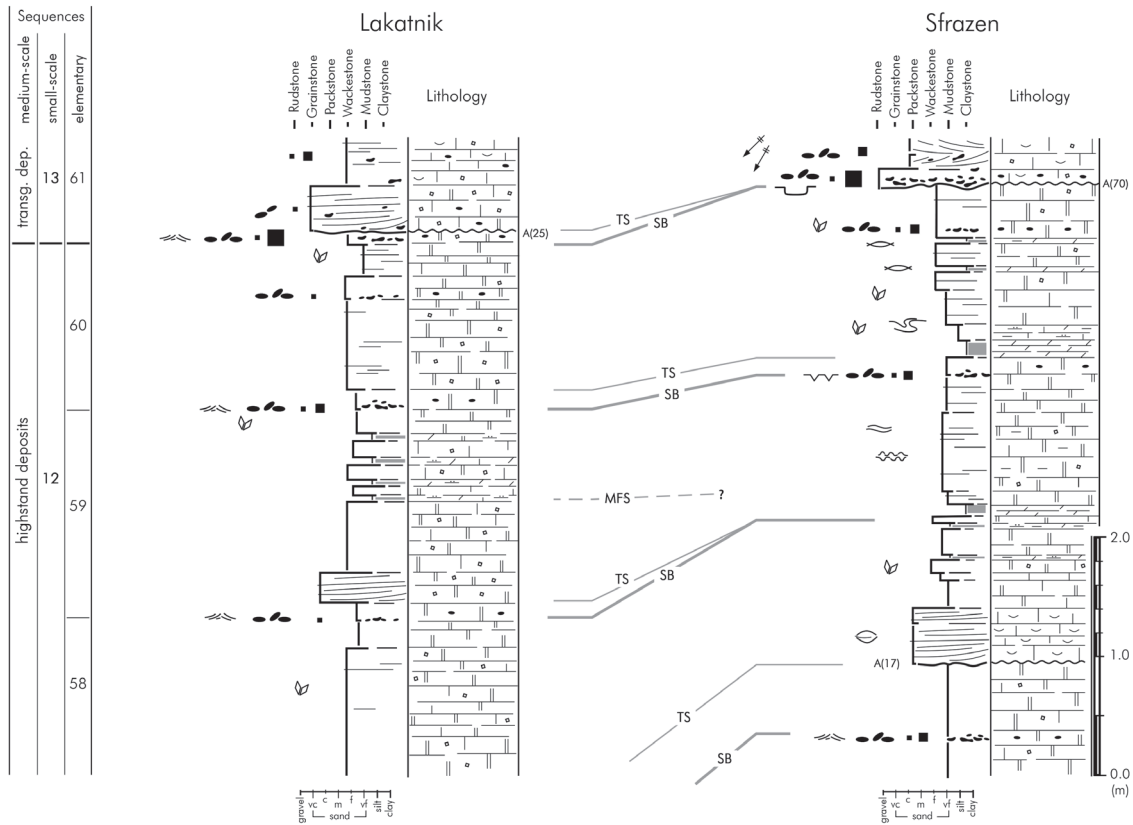 Sequences
medium-scale
small-scale
elementary
transg. dep.
highstand deposits
13
12
61
60
59
58
Lakatnik
Rudstone
Grainstone
Packstone
Wackestone
Mudstone
Claystone
Lithology
A(25)
gravel
vc
c
m
f
vf
silt
clay
sand
TS
SB
TS
SB
MFS
?
TS
SB
TS
SB
Sfrazen
Rudstone
Grainstone
Packstone
Wackestone
Mudstone
Claystone
Lithology
A(70)
A(17)
2.0
1.0
0.0
(m)
gravel
vc
c
m
f
vf
silt
clay
sand